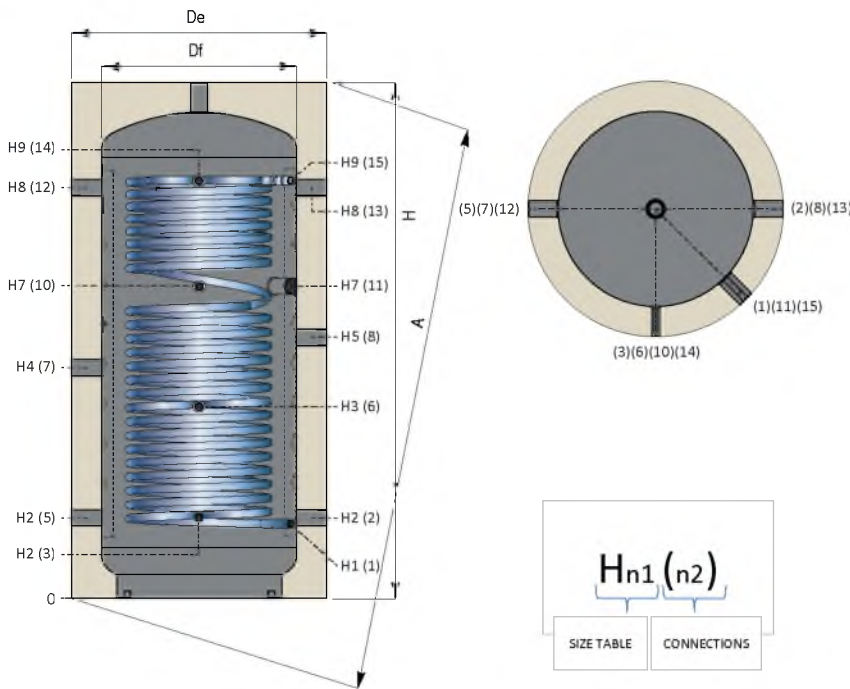 De
Df
H9 (14)
H9 (15)
H8 (12)
H8 (13)
H
H7 (10)
H7 (11)
A
H5 (8)
H4 (7)
H3 (6)
H2 (5)
H2 (2)
H2 (3)
H1 (1)
0
(5)(7)(12)
(2)(8)(13)
(1)(11)(15)
(3)(6)(10)(14)
Hn1 (n2)
SIZE TABLE
CONNECTIONS